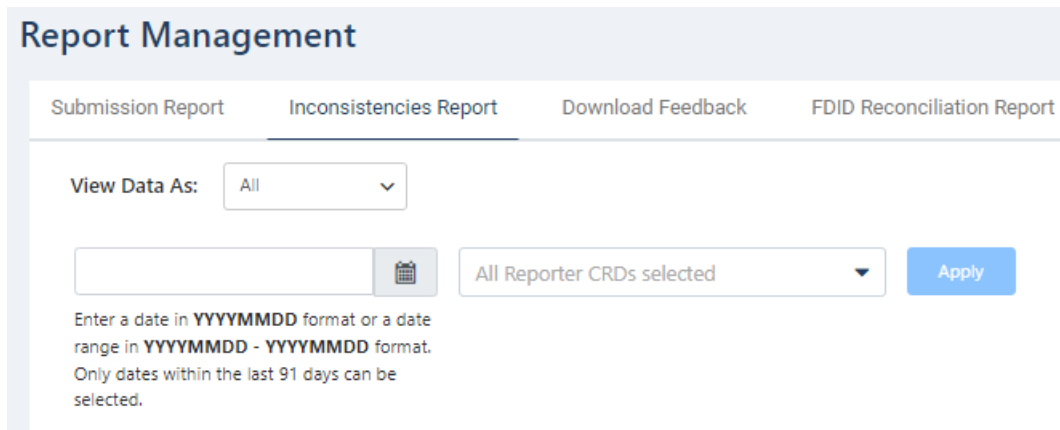 Report Management
Submission Report Inconsistencies Report Download Feedback FDID Reconciliation Report
View Data As: All
All Reporter CRDs selected Apply
Enter a date in YYYYMMDD format or a date
range in YYYYMMDD - YYYYMMDD format.
Only dates within the last 91 days can be
selected.